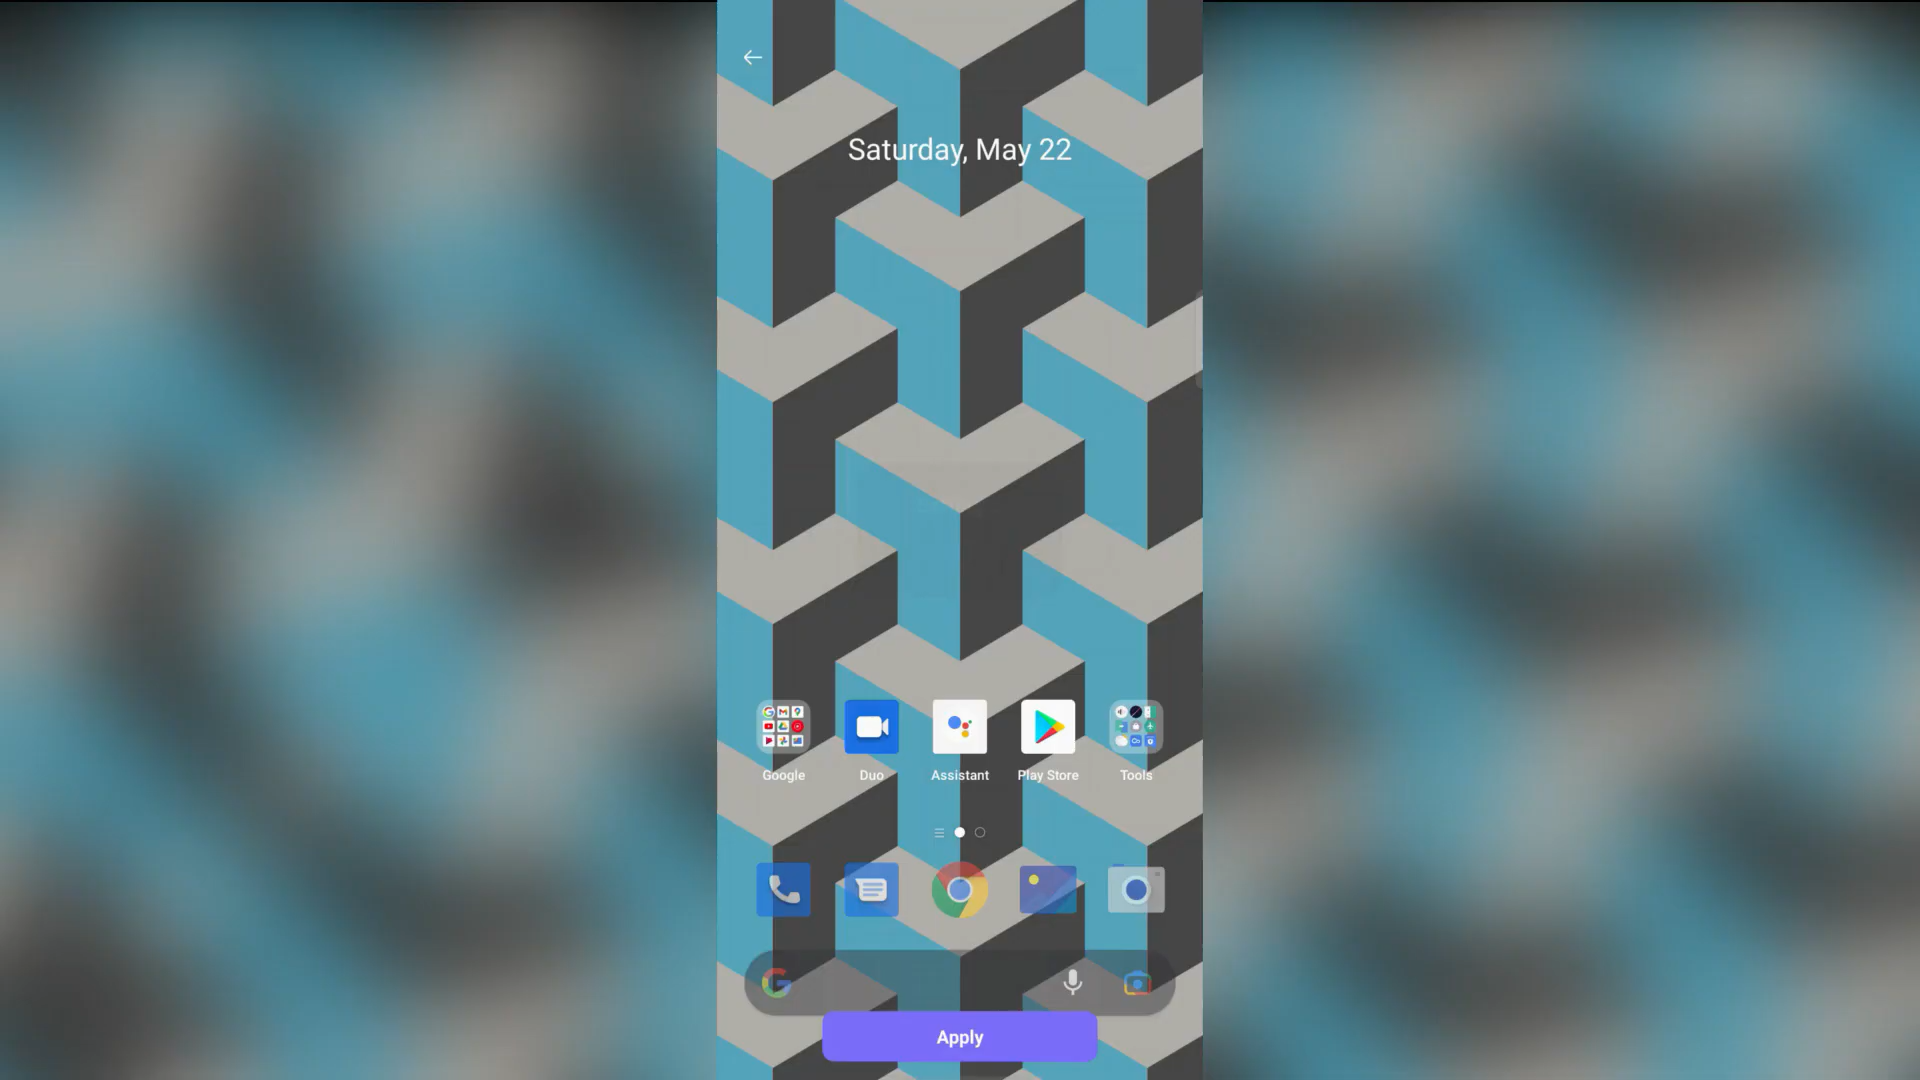 Saturday, May 22
Google
Duo
Assistant
Play Store
Tools
Apply